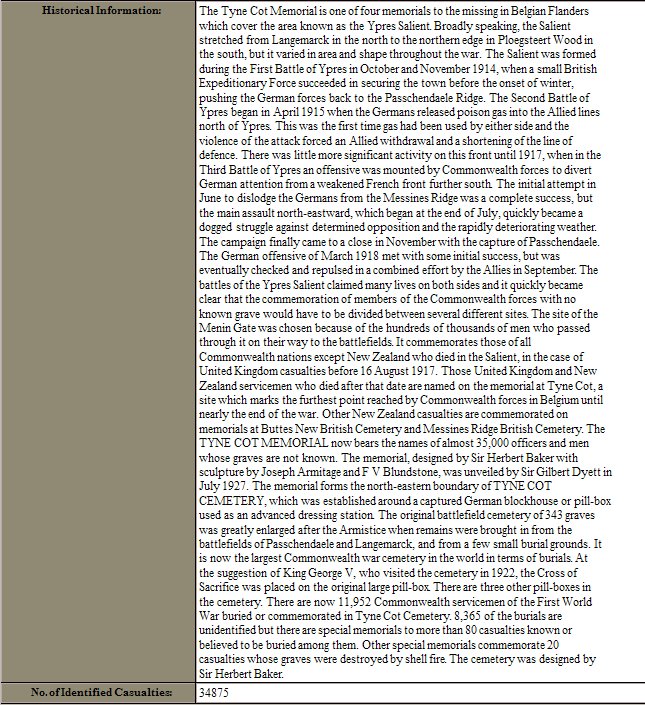 Historical Information:
The Tyne Cot Memorial is one of four memorials to the missing in Belgian Flanders
which cover the area known as the Ypres Salient. Broadly speaking, the Salient
stretched from Langemarck in the north to the northern edge in Ploegsteert Wood in
the south, but it varied in area and shape throughout the war. The Salient was formed
during the First Battle of Ypres in October and November 1914, when a small British
Expeditionary Force succeeded in securing the town before the onset of winter,
pushing the German forces back to the Passchendaele Ridge. The Second Battle of
Ypres began in April 1915 when the Germans released poison gas into the Allied lines
north of Ypres. This was the first time gas had been used by either side and the
violence of the attack forced an Allied withdrawal and a shortening of the line of
defence. There was little more significant activity on this front until 1917, when in the
Third Battle of Ypres an offensive was mounted by Commonwealth forces to divert
German attention from a weakened French front further south. The initial attempt in
June to dislodge the Germans from the Messines Ridge was a complete success, but
the main assault north-eastward, which began at the end of July, quickly became a
dogged struggle against determined opposition and the rapidly deteriorating weather.
The campaign finally came to a close in November with the capture of Passchendaele.
The German offensive of March 1918 met with some initial success, but was
eventually checked and repulsed in a combined effort by the Allies in September. The
battles of the Ypres Salient claimed many lives on both sides and it quickly became
clear that the commemoration of members of the Commonwealth forces with no
known grave would have to be divided between several different sites. The site of the
Menin Gate was chosen because of the hundreds of thousands of men who passed
through it on their way to the battlefields. It commemorates those of all
Commonwealth nations except New Zealand who died in the Salient, in the case of
United Kingdom casualties before 16 August 1917. Those United Kingdom and New
Zealand servicemen who died after that date are named on the memorial at Tyne Cot, a
site which marks the furthest point reached by Commonwealth forces in Belgium until
nearly the end of the war. Other New Zealand casualties are commemorated on
memorials at Buttes New British Cemetery and Messines Ridge British Cemetery. The
TYNE COT MEMORIAL now bears the names of almost 35,000 officers and men
whose graves are not known. The memorial, designed by Sir Herbert Baker with
sculpture by Joseph Armitage and F V Blundstone, was unveiled by Sir Gilbert Dyett in
July 1927. The memorial forms the north-eastern boundary of TYNE COT
CEMETERY, which was established around a captured German blockhouse or pill-box
used as an advanced dressing station. The original battlefield cemetery of 343 graves
was greatly enlarged after the Armistice when remains were brought in from the
battlefields of Passchendaele and Langemarck, and from a few small burial grounds. It
is now the largest Commonwealth war cemetery in the world in terms of burials. At
the suggestion of King George V, who visited the cemetery in 1922, the Cross of
Sacrifice was placed on the original large pill-box. There are three other pill-boxes in
the cemetery. There are now 11,952 Commonwealth servicemen of the First World
War buried or commemorated in Tyne Cot Cemetery. 8,365 of the burials are
unidentified but there are special memorials to more than 80 casualties known or
believed to be buried among them. Other special memorials commemorate 20
casualties whose graves were destroyed by shell fire. The cemetery was designed by
Sir Herbert Baker.
No. of Identified Casualties:
34875